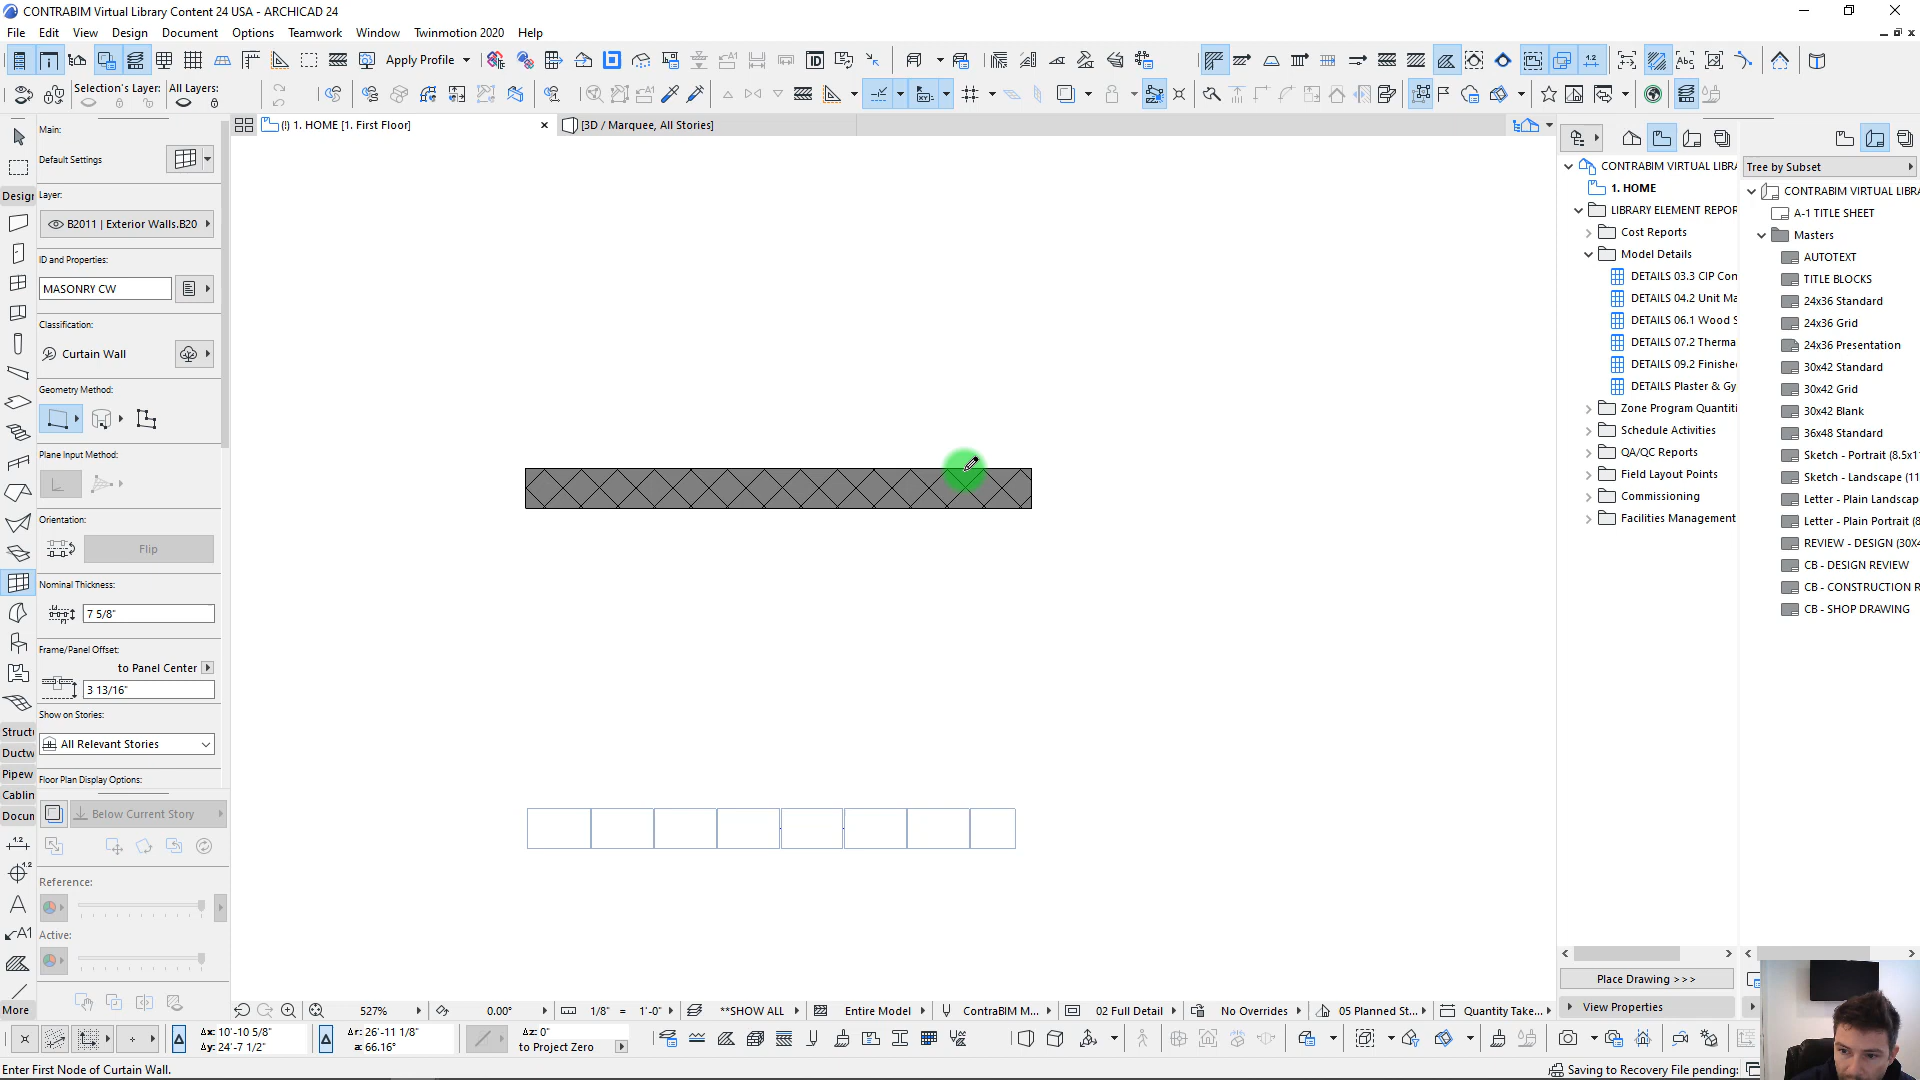 CONTRABIM Virtual Library Content 24 USA - ARCHICAD 24
File Edit View Design Document Options Teamwork Window Twinmotion 2020 Help
Apply Profile
Selection's Layer: All Layers:
(!) 1. HOME [1. First Floor]
[3D / Marquee, All Stories]
Main:
Default Settings
Design
Layer:
B2011 | Exterior Walls.B20
ID and Properties:
MASONRY CW
Classification:
Curtain Wall
Geometry Method:
Plane Input Method:
Orientation:
Flip
Nominal Thickness:
7 5/8"
Frame/Panel Offset:
to Panel Center
3 13/16"
Show on Stories:
All Relevant Stories
Floor Plan Display Options:
Structu
Ductw
Pipew
Cablin
Docum
More
Below Current Story
Reference:
Active:
CONTRABIM VIRTUAL LIBRA
1. HOME
LIBRARY ELEMENT REPOR
Cost Reports
Model Details
DETAILS 03.3 CIP Con
DETAILS 04.2 Unit Ma
DETAILS 06.1 Wood S
DETAILS 07.2 Therma
DETAILS 09.2 Finished
DETAILS Plaster & Gy
Zone Program Quantiti
Schedule Activities
QA/QC Reports
Field Layout Points
Commissioning
Facilities Management
Place Drawing >>>
View Properties
Tree by Subset
CONTRABIM VIRTUAL LIBR
A-1 TITLE SHEET
Masters
AUTOTEXT
TITLE BLOCKS
24x36 Standard
24x36 Grid
24x36 Presentation
30x42 Standard
30x42 Grid
30x42 Blank
36x48 Standard
Sketch - Portrait (8.5x11
Sketch - Landscape (11
Letter - Plain Landscap
Letter - Plain Portrait (8
REVIEW - DESIGN (30X4
CB - DESIGN REVIEW
CB - CONSTRUCTION R
CB - SHOP DRAWING
527% 0.00° 1/8" = 1'-0" **SHOW ALL Entire Model ContraBIM M... 02 Full Detail No Overrides 05 Planned St... Quantity Take...
Δx: 10'-10 5/8" Δr: 26'-11 1/8" Δz: 0"
Δy: 24'-7 1/2" a: 66.16° to Project Zero
Enter First Node of Curtain Wall.
Saving to Recovery File pending: